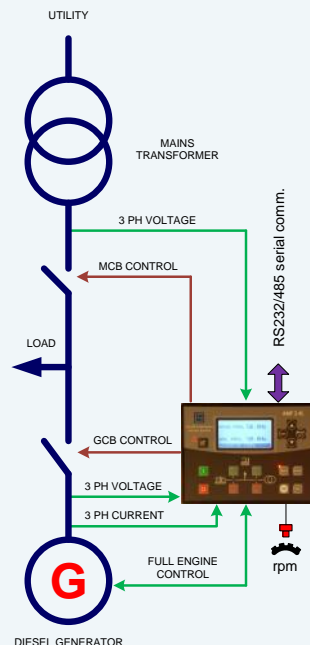 UTILITY
MAINS
TRANSFORMER
3 PH VOLTAGE
RS232/485 serial comm.
MCB CONTROL
LOAD
GCB CONTROL
3 PH VOLTAGE
3 PH CURRENT
FULL ENGINE
CONTROL
G
rpm
DIESEL GENERATOR